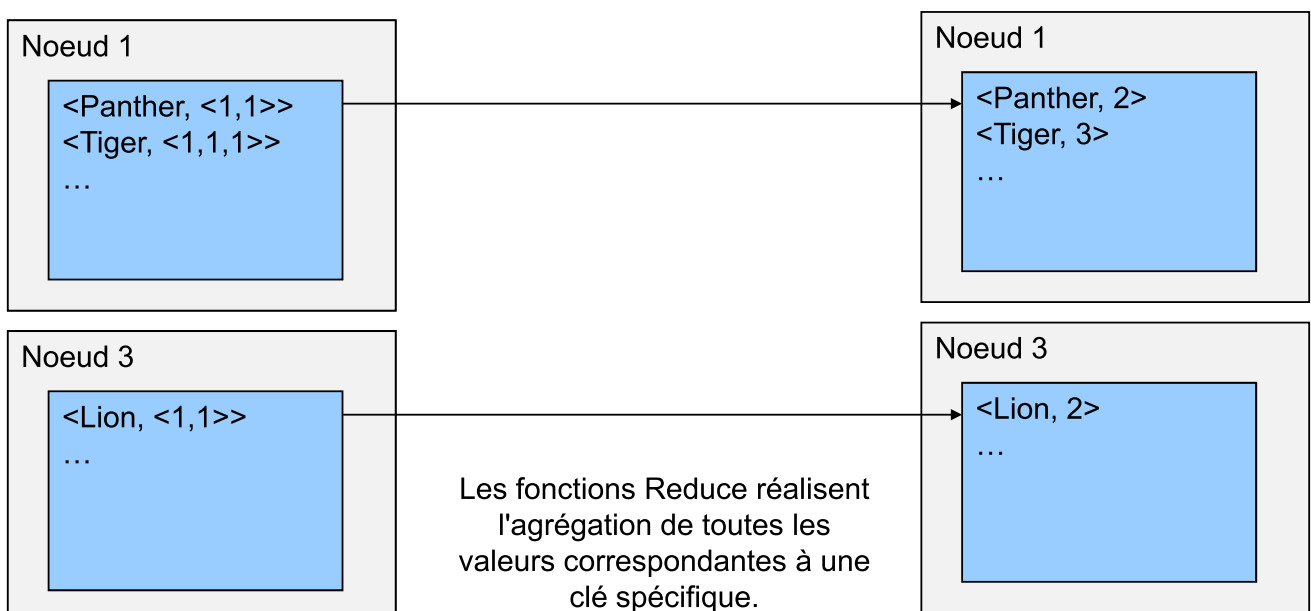 Noeud 1
<Panther, <1,1>>
<Tiger, <1,1,1>>
…
Noeud 1
<Panther, 2>
<Tiger, 3>
…
Noeud 3
<Lion, <1,1>>
…
Noeud 3
<Lion, 2>
…
Les fonctions Reduce réalisent
l'agrégation de toutes les
valeurs correspondantes à une
clé spécifique.